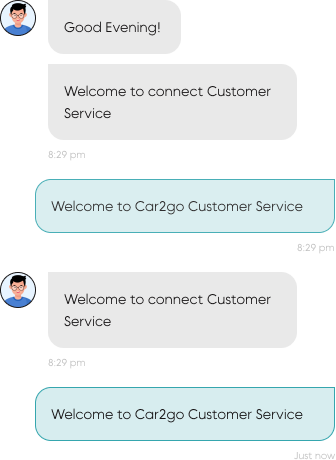 Good Evening!
Welcome to connect Customer
Service
8:29 pm
Welcome to Car2go Customer Service
8:29 pm
Welcome to connect Customer
Service
8:29 pm
Welcome to Car2go Customer Service
Just now